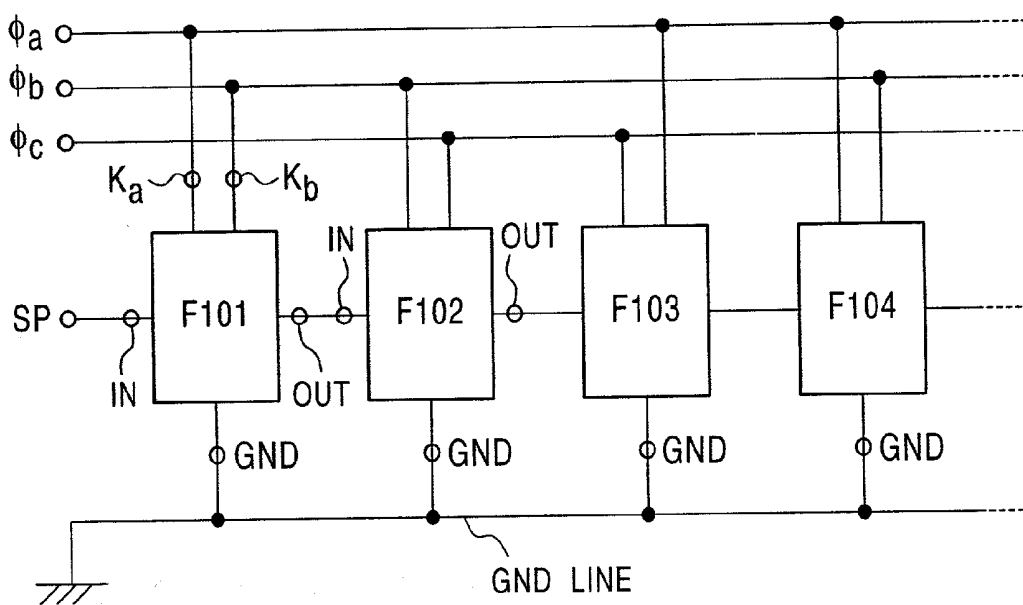 ϕa
ϕb
ϕc
Ka Kb
IN OUT
SP F101 F102 F103 F104
IN OUT
GND GND GND GND
GND LINE